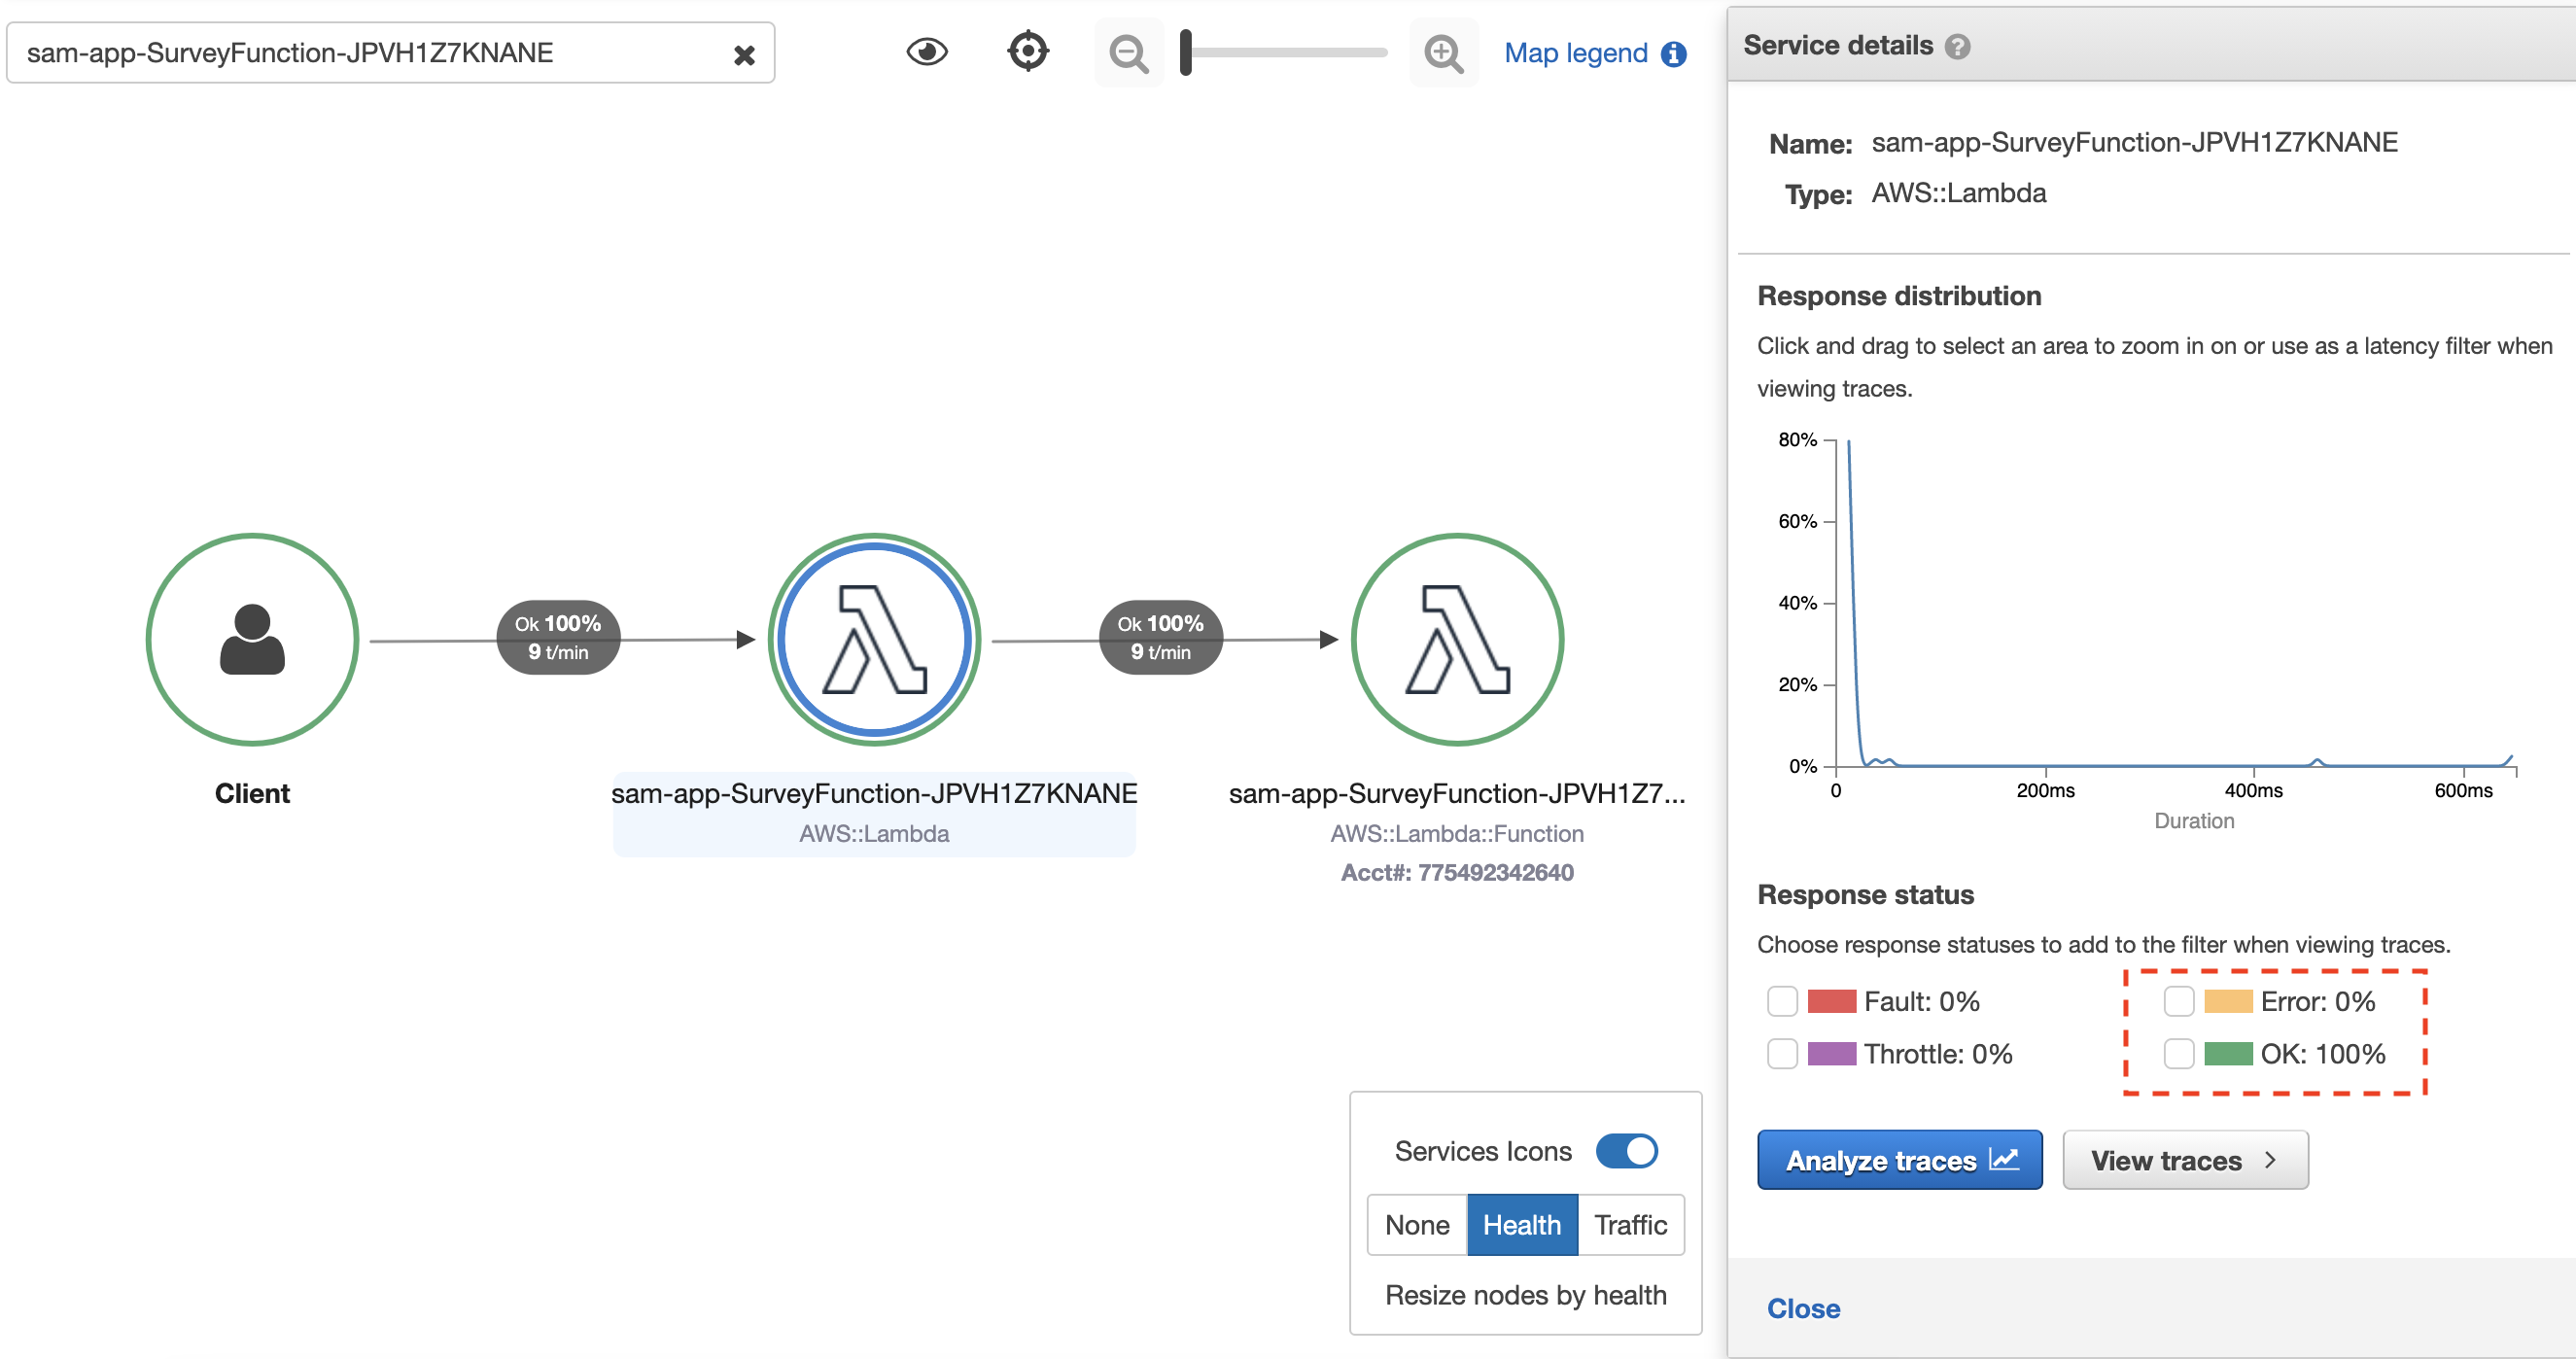 sam-app-SurveyFunction-JPVH1Z7KNANE
Map legend
Ok 100%
9 t/min
Ok 100%
9 t/min
Client
sam-app-SurveyFunction-JPVH1Z7KNANE
AWS::Lambda
sam-app-SurveyFunction-JPVH1Z7...
AWS::Lambda::Function
Acct#: 775492342640
Services Icons
None Health Traffic
Resize nodes by health
Service details ?
Name: sam-app-SurveyFunction-JPVH1Z7KNANE
Type: AWS::Lambda
Response distribution
Click and drag to select an area to zoom in on or use as a latency filter when
viewing traces.
80%
60%
40%
20%
0%
0 200ms 400ms 600ms
Duration
Response status
Choose response statuses to add to the filter when viewing traces.
Fault: 0% Error: 0%
Throttle: 0% OK: 100%
Analyze traces View traces
Close